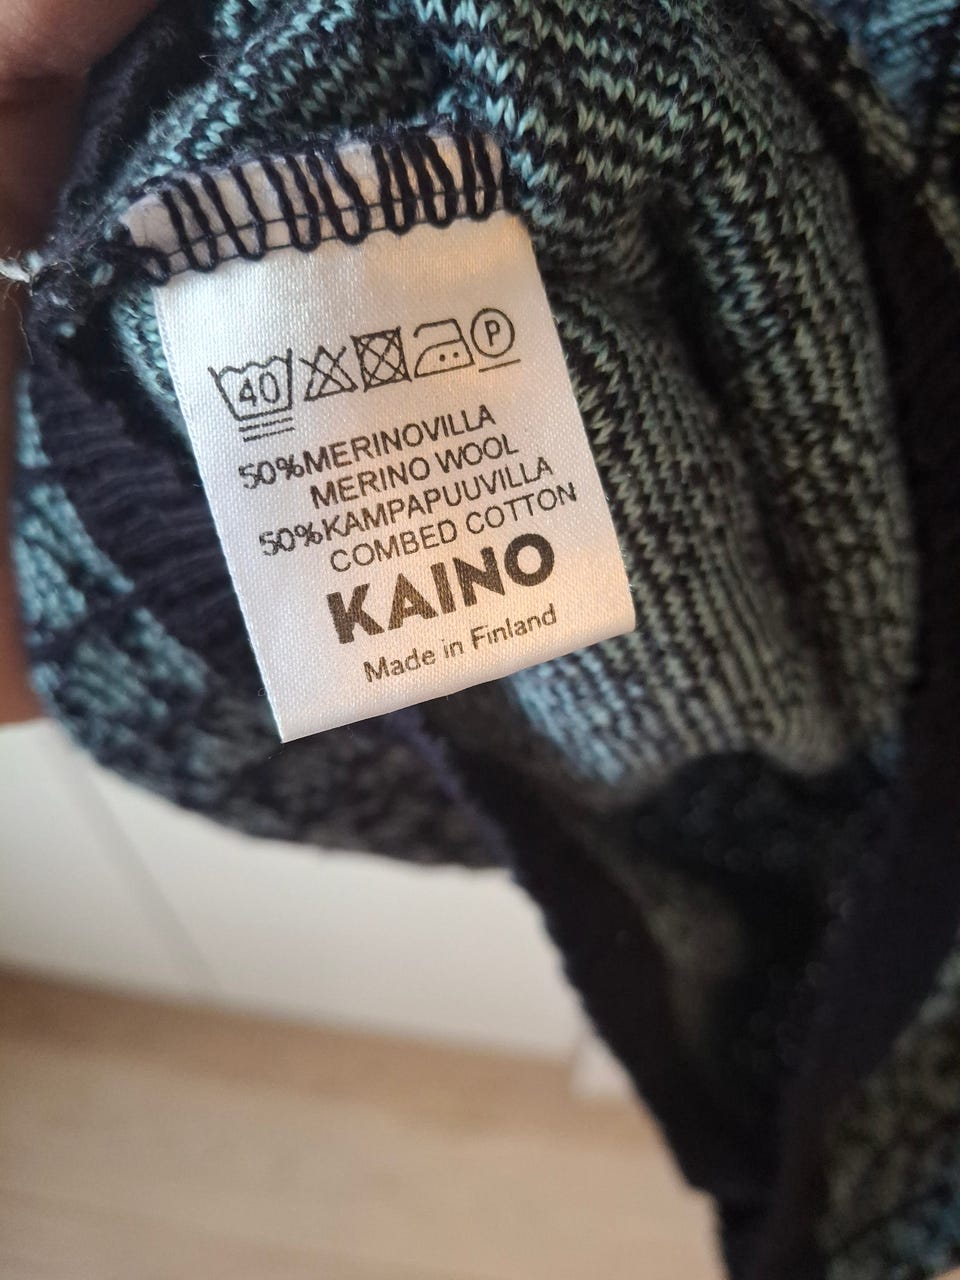 40 P
50%MERINOVILLA
MERINO WOOL
50%KAMPAPUUVILLA
COMBED COTTON
KAINO
Made in Finland